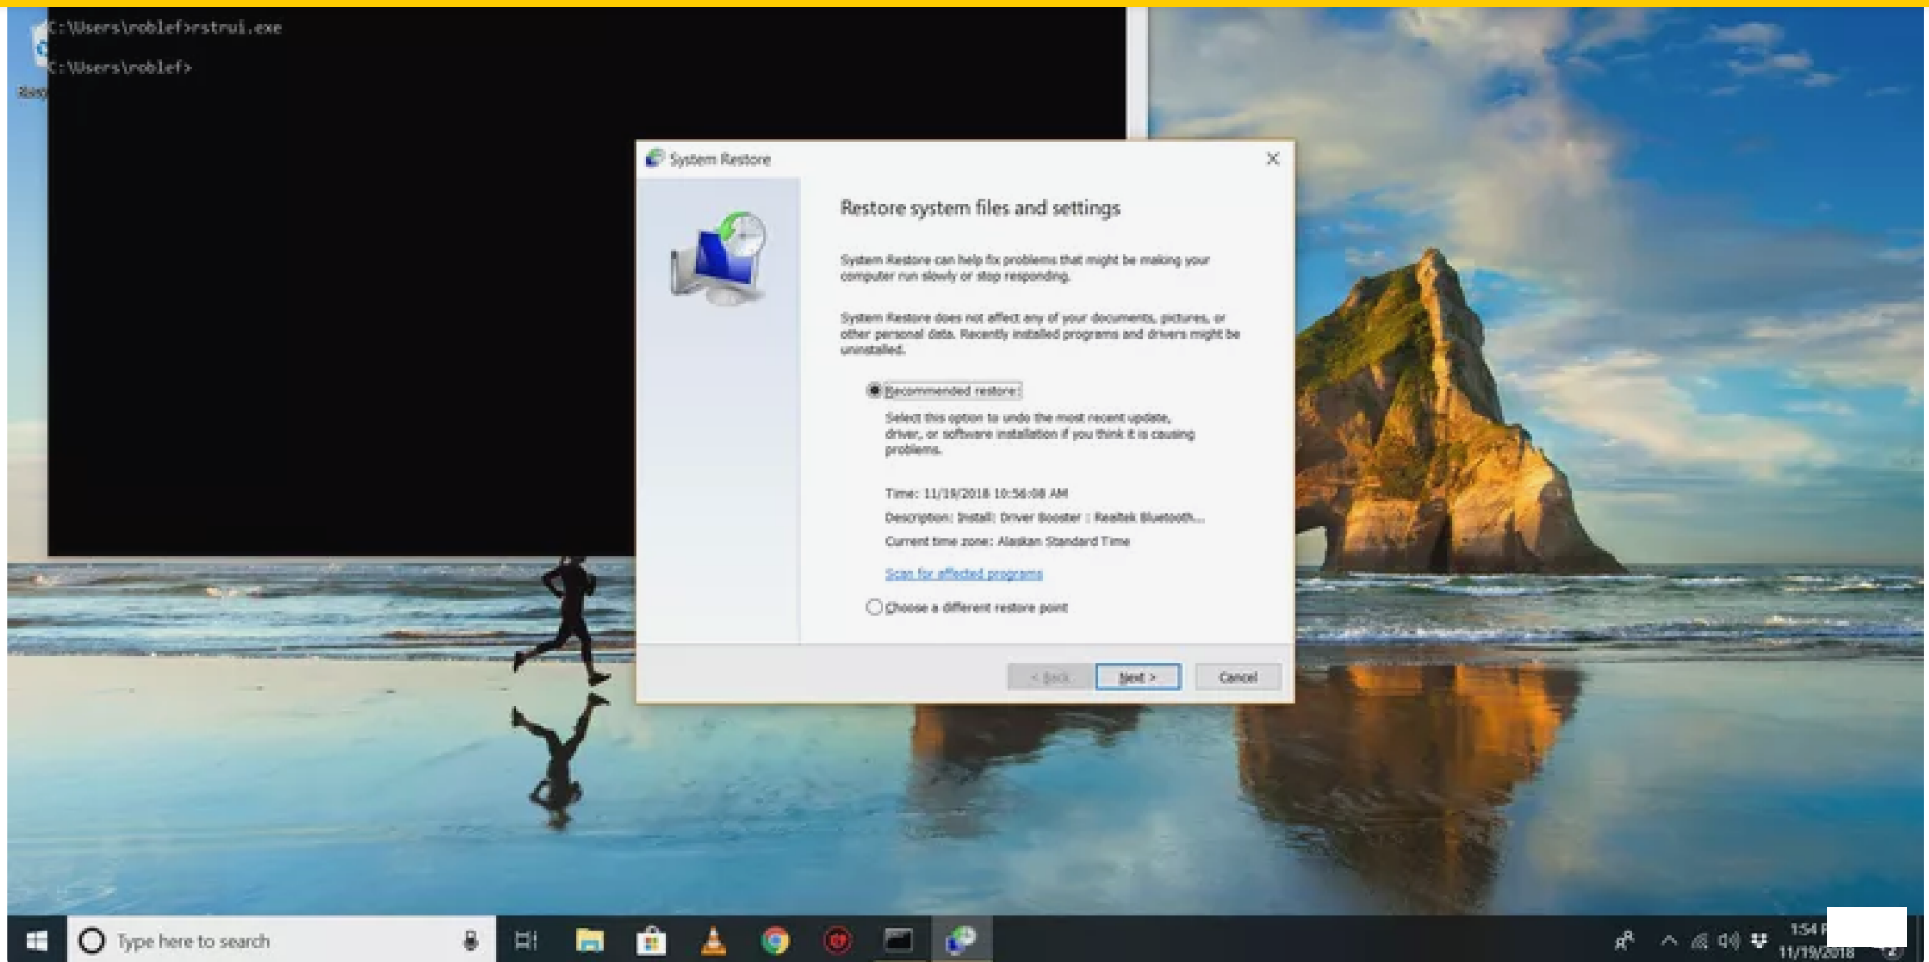 C:\Users\roblef>rstrui.exe
C:\Users\roblef>
System Restore
Restore system files and settings
System Restore can help fix problems that might be making your
computer run slowly or stop responding.
System Restore does not affect any of your documents, pictures, or
other personal data. Recently installed programs and drivers might be
uninstalled.
Recommended restore:
Select this option to undo the most recent update,
driver, or software installation if you think it is causing
problems.
Time: 11/19/2018 10:56:08 AM
Description: Install: Driver Booster : Realtek Bluetooth...
Current time zone: Alaskan Standard Time
Scan for affected programs
Choose a different restore point
< Back
Next >
Cancel
Type here to search
1:54
11/19/2018